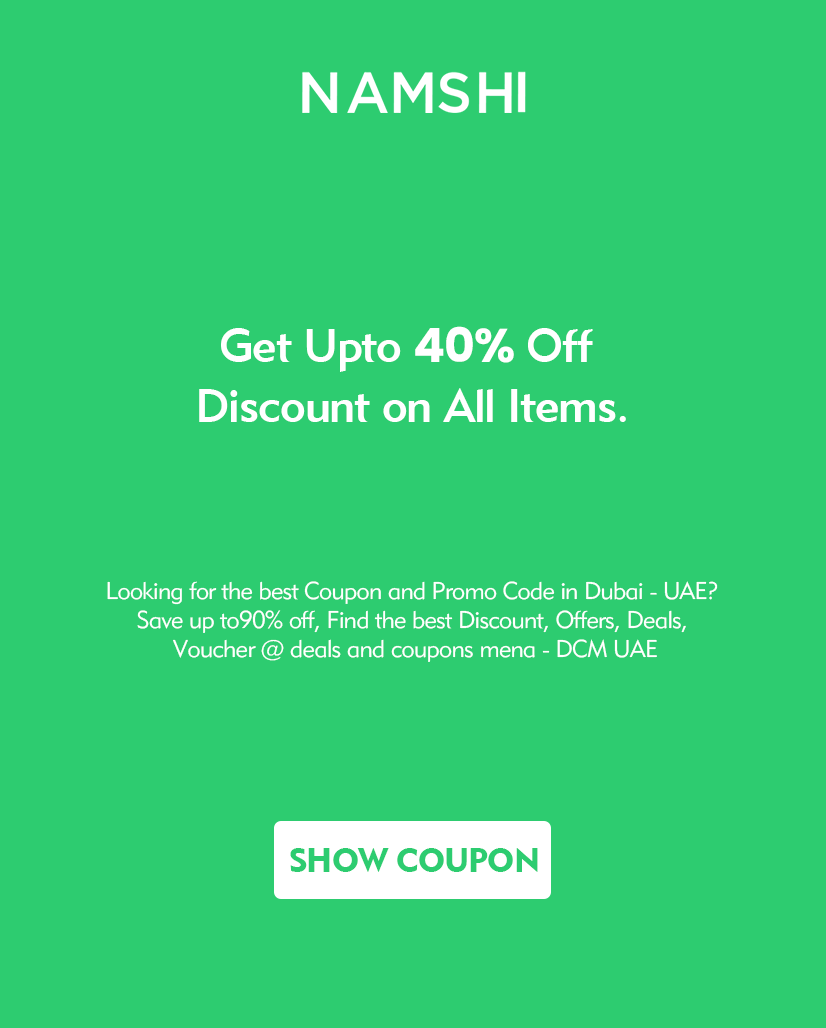 NAMSHI
Get Upto 40% Off
Discount on All Items.
Looking for the best Coupon and Promo Code in Dubai - UAE?
Save up to90% off, Find the best Discount, Offers, Deals,
Voucher @ deals and coupons mena - DCM UAE
SHOW COUPON